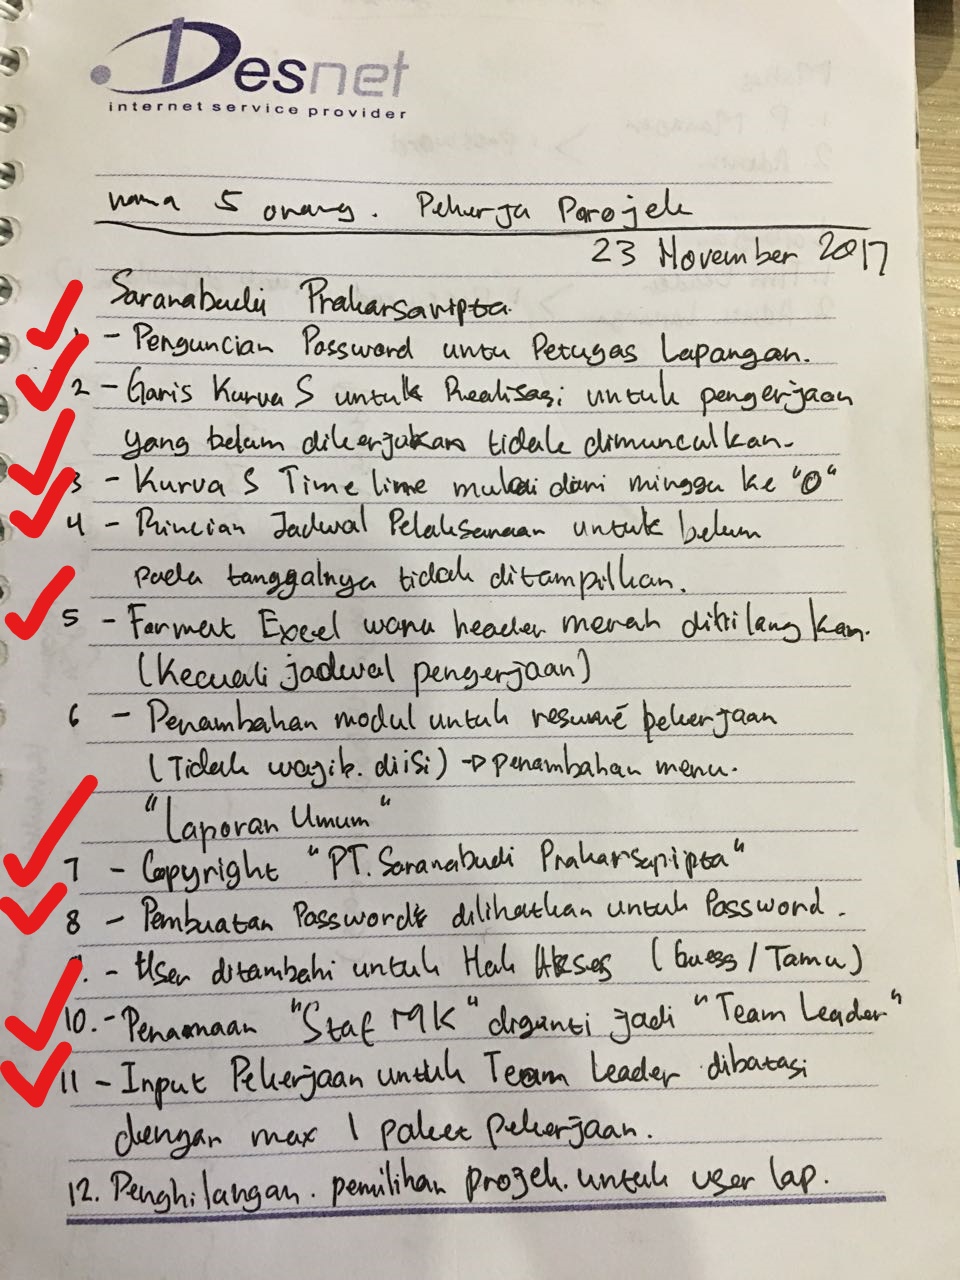 Desnet
internet service provider
nama 5 orang. Pekerja Porojek
23 November 2017
Saranabudi Prakarsaripta.
1 - Penguncian Password untu Petugas Lapangan.
2 - Garis Kurva S untuk Realisasi untuk pengerjaan
yang belum dikerjakan tidak dimunculkan.
3 - Kurva S Time line mulai dari minggu ke "0"
4 - Rincian Jadwal Pelaksanaan untuk belum
pada tanggalnya tidak ditampilkan.
5 - Format Excel warna header merah dihilangkan.
(Kecuali jadwal pengerjaan)
6 - Penambahan modul untuk resumé pekerjaan
(Tidak wajib diisi) → penambahan menu.
"Laporan Umum"
7 - Copyright "PT. Saranabudi Prakarsaripta"
8 - Pembuatan Password dilihatkan untuk Password.
9. - User ditambahi untuk Hak Akses (Guess / Tamu)
10. - Penamaan "Staf MK" diganti jadi "Team Leader"
11 - Input Pekerjaan untuk Team Leader dibatasi
dengan max 1 paket pekerjaan.
12. Penghilangan. pemilihan projek. untuk user lap.